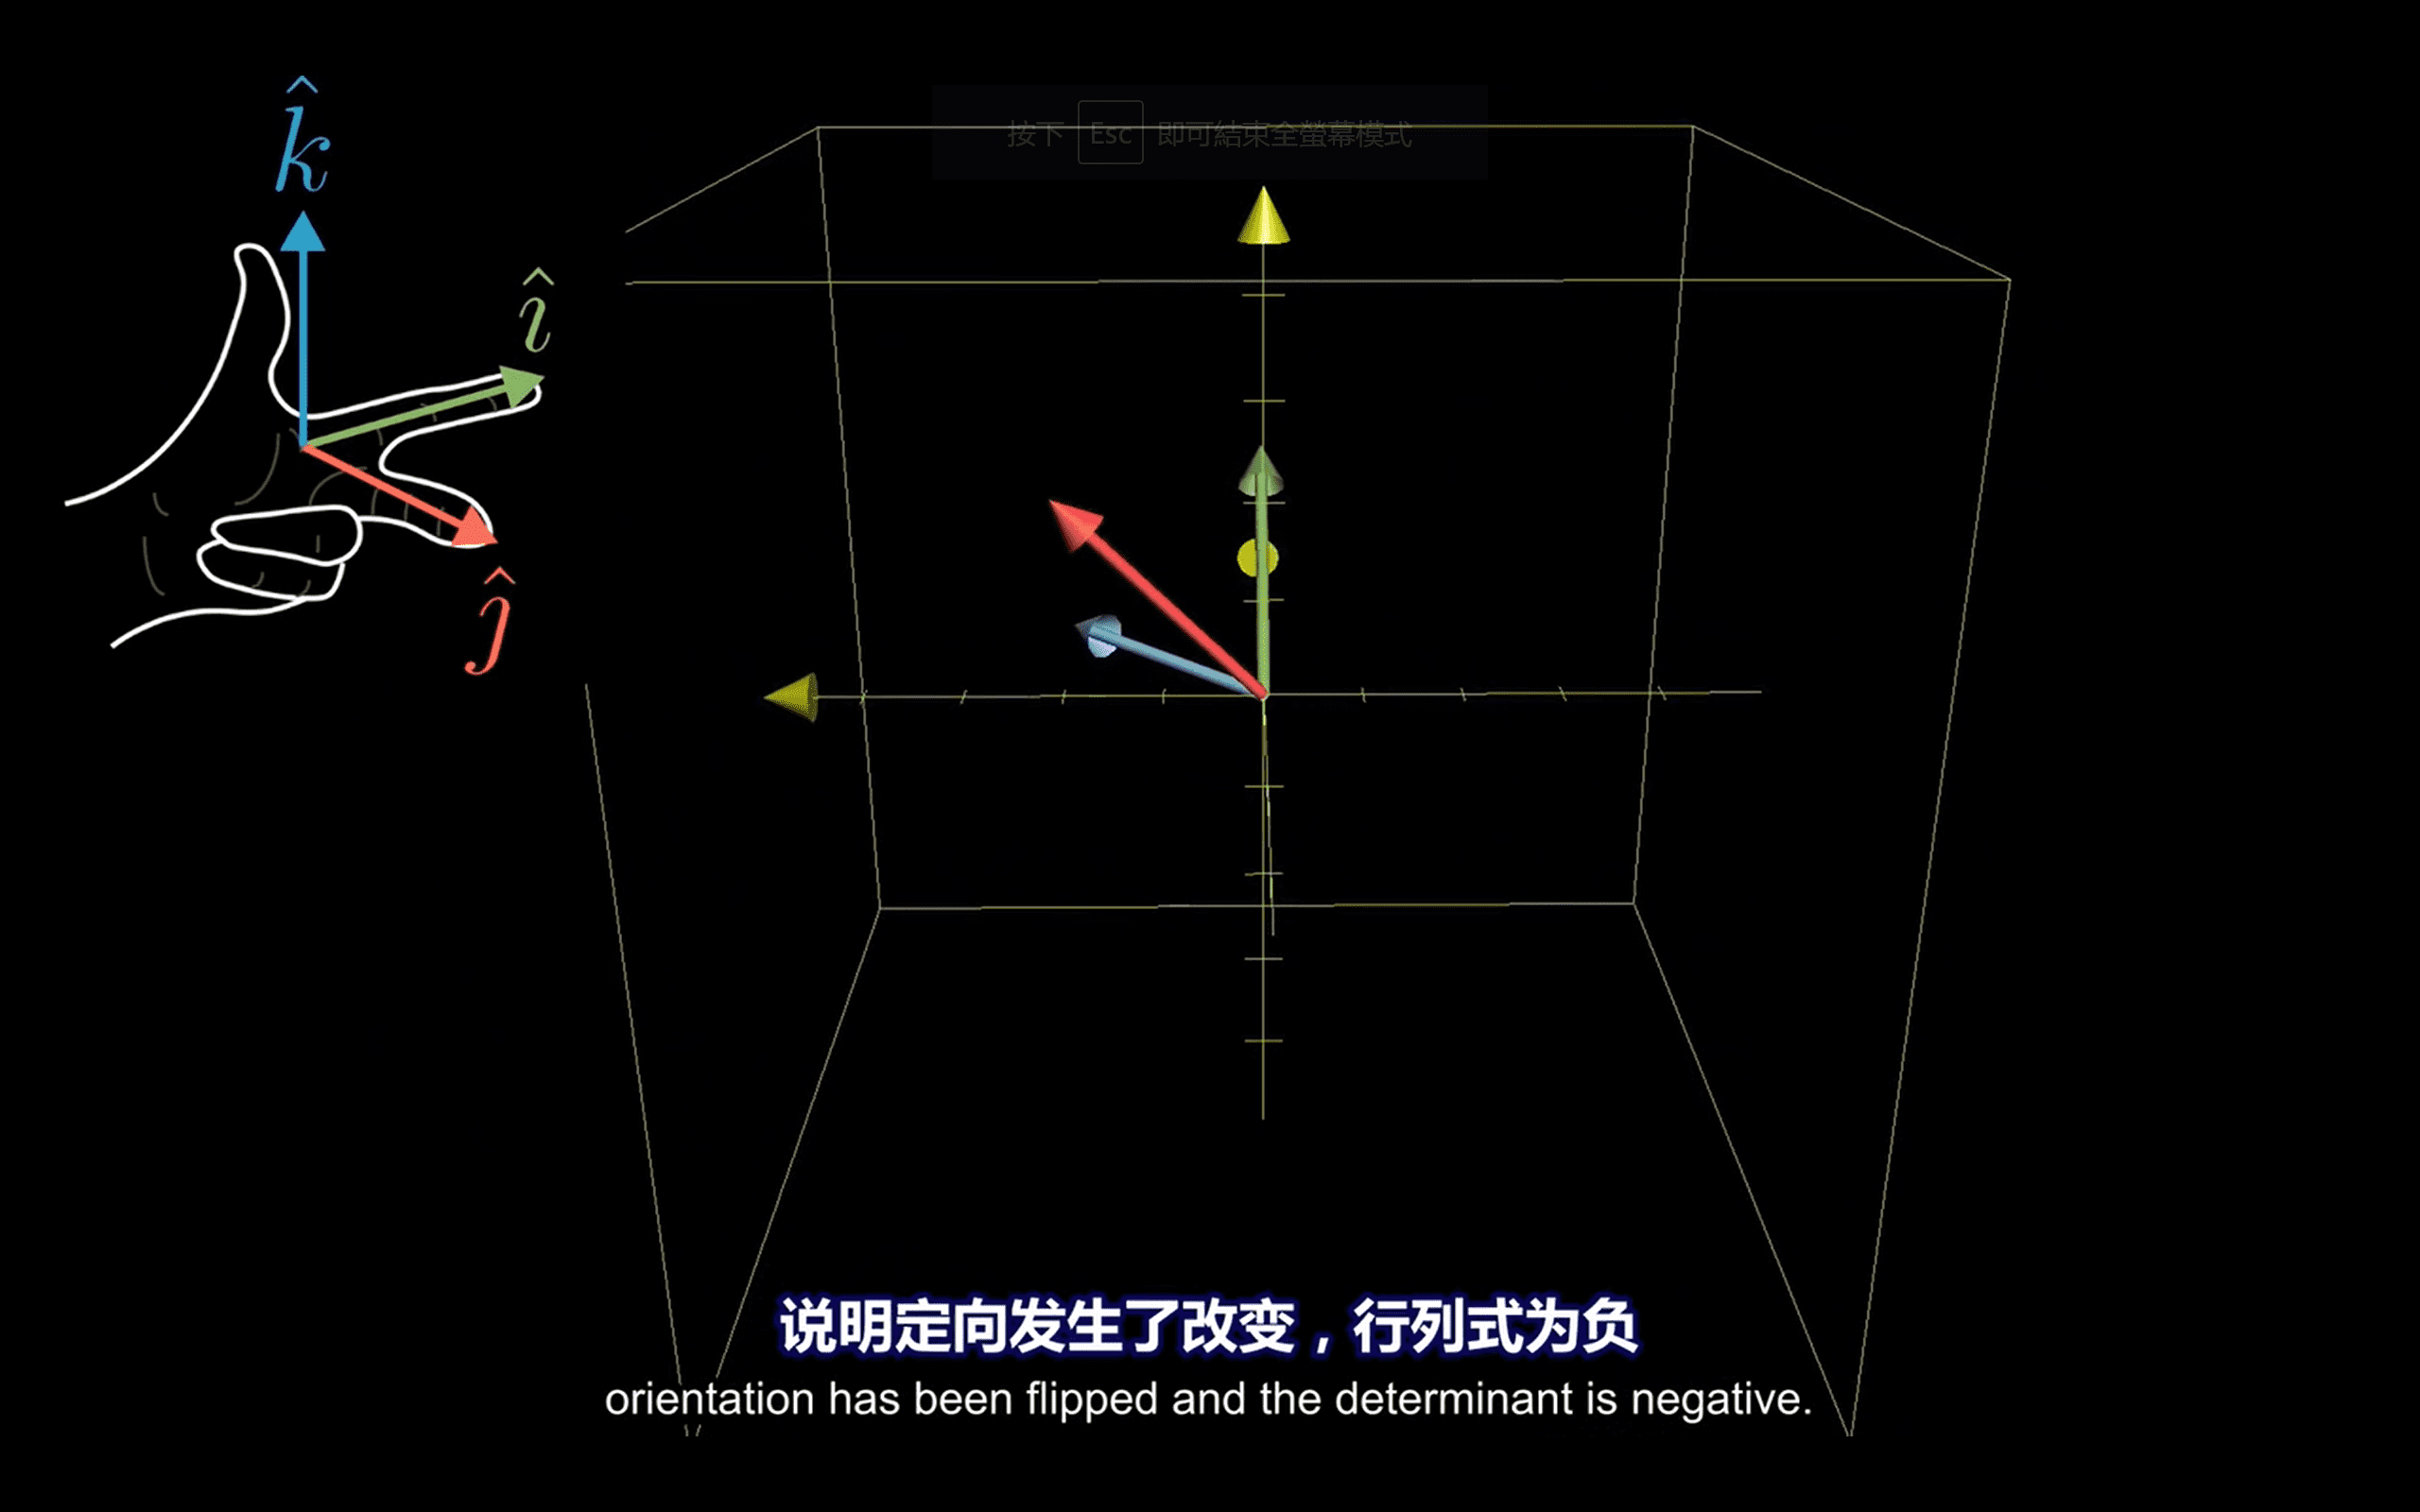 按下 Esc 即可結束全螢幕模式
k̂
î
ĵ
说明定向发生了改变，行列式为负
orientation has been flipped and the determinant is negative.